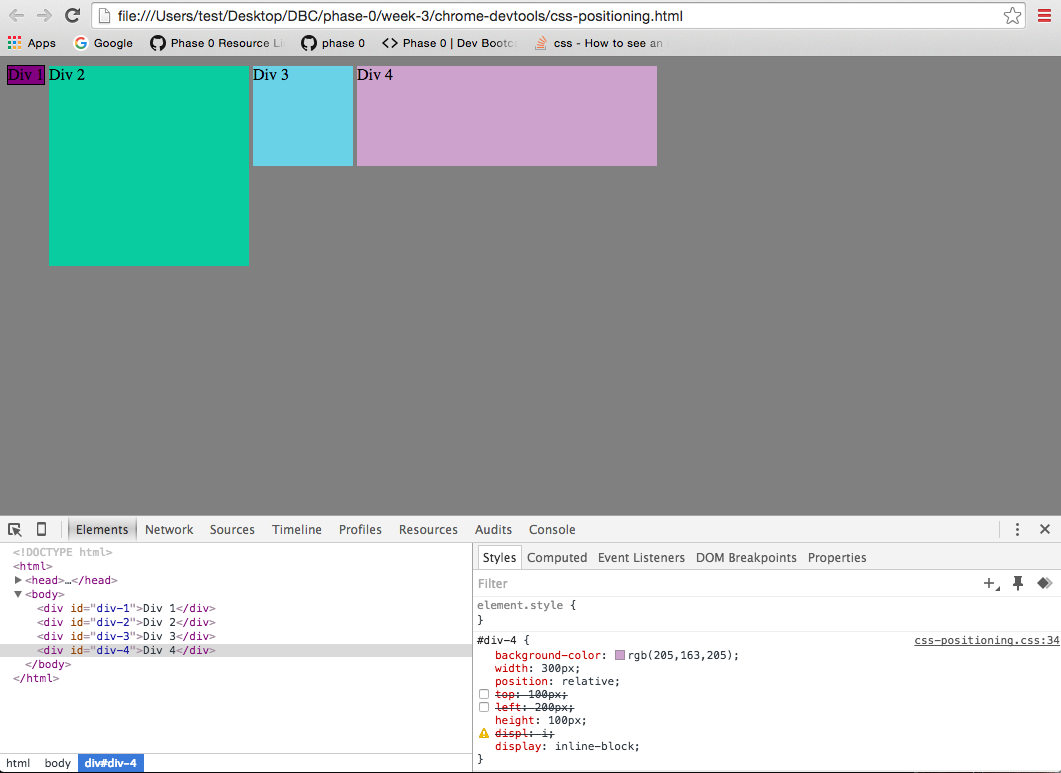 file:///Users/test/Desktop/DBC/phase-0/week-3/chrome-devtools/css-positioning.html
Apps Google Phase 0 Resource Li phase 0 <> Phase 0 | Dev Bootc css - How to see an
Div 1 Div 2 Div 3 Div 4
Elements Network Sources Timeline Profiles Resources Audits Console
<!DOCTYPE html>
<html>
<head>…</head>
<body>
<div id="div-1">Div 1</div>
<div id="div-2">Div 2</div>
<div id="div-3">Div 3</div>
<div id="div-4">Div 4</div>
</body>
</html>
html body div#div-4
Styles Computed Event Listeners DOM Breakpoints Properties
Filter
element.style {
}
#div-4 { css-positioning.css:34
background-color: rgb(205,163,205);
width: 300px;
position: relative;
top: 100px;
left: 200px;
height: 100px;
displ: i;
display: inline-block;
}